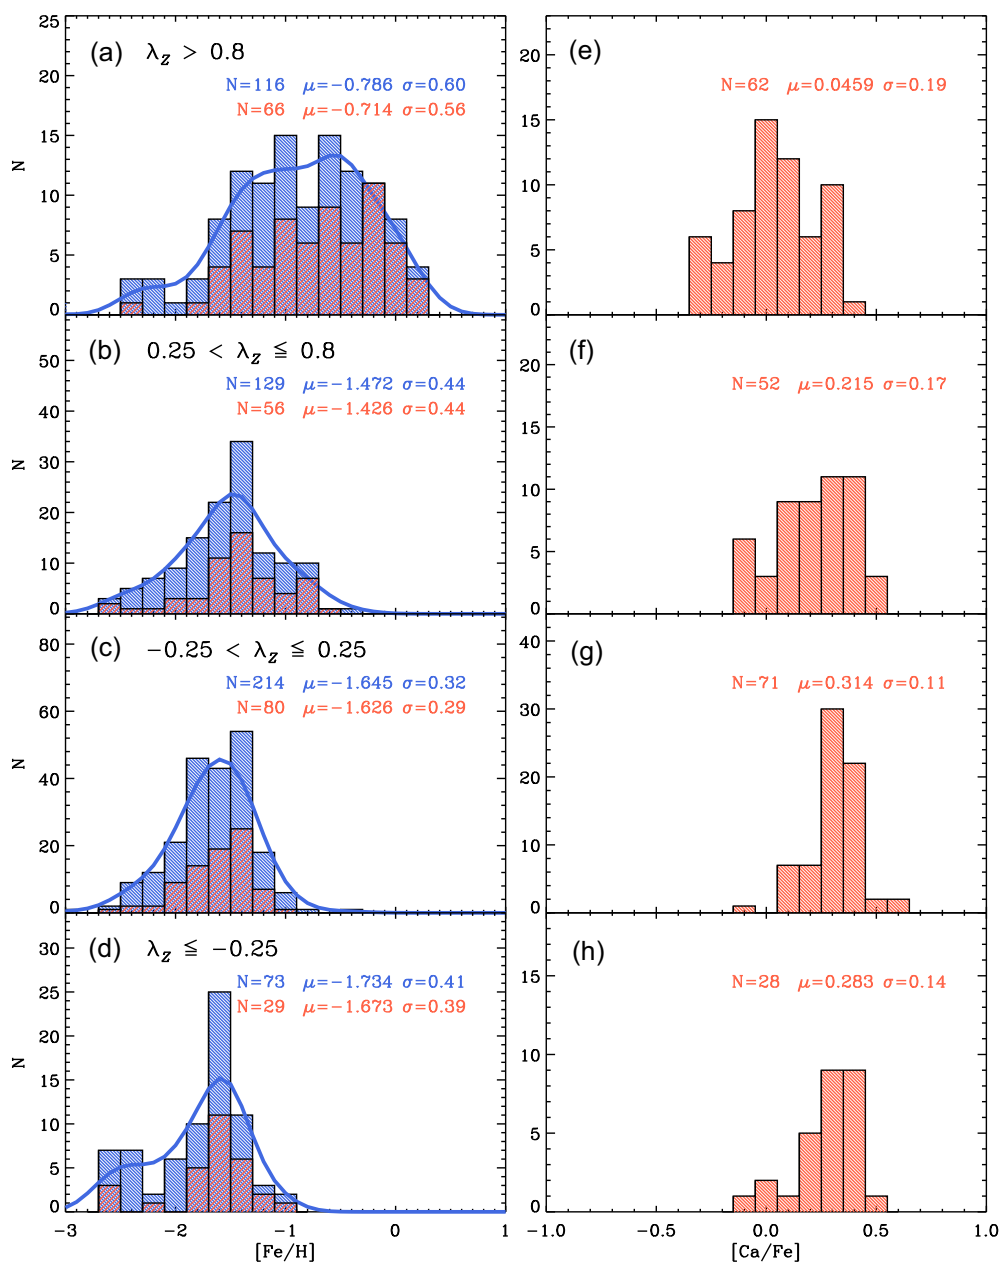 (a) λZ > 0.8
N=116 μ=−0.786 σ=0.60
N=66 μ=−0.714 σ=0.56
25
20
15
10
5
0
N
(e)
N=62 μ=0.0459 σ=0.19
20
15
10
5
0
(b) 0.25 < λZ ≦ 0.8
N=129 μ=−1.472 σ=0.44
N=56 μ=−1.426 σ=0.44
50
40
30
20
10
0
N
(f)
N=52 μ=0.215 σ=0.17
20
15
10
5
0
(c) −0.25 < λZ ≦ 0.25
N=214 μ=−1.645 σ=0.32
N=80 μ=−1.626 σ=0.29
80
60
40
20
0
N
(g)
N=71 μ=0.314 σ=0.11
40
30
20
10
0
(d) λZ ≦ −0.25
N=73 μ=−1.734 σ=0.41
N=29 μ=−1.673 σ=0.39
30
25
20
15
10
5
0
N
−3 −2 −1 0 1
[Fe/H]
(h)
N=28 μ=0.283 σ=0.14
15
10
5
0
−1.0 −0.5 0.0 0.5 1.0
[Ca/Fe]